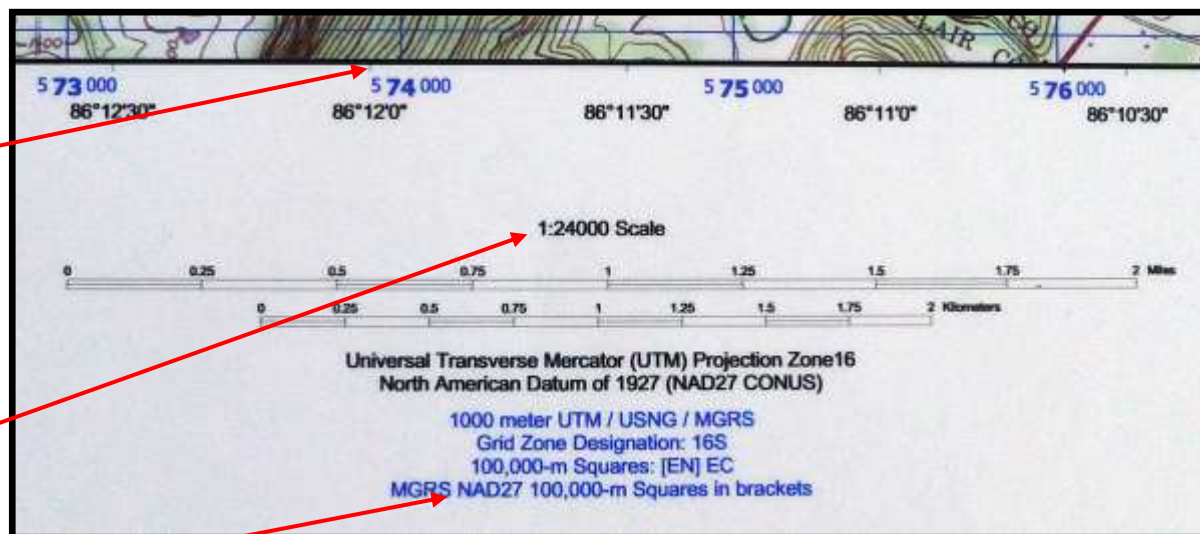 1500
LAIR CO
CO
5 73 000
5 74 000
5 75 000
5 76 000
86°12'30"
86°12'0"
86°11'30"
86°11'0"
86°10'30"
1:24000 Scale
0 0.25 0.5 0.75 1 1.25 1.5 1.75 2 Miles
0 0.25 0.5 0.75 1 1.25 1.5 1.75 2 Kilometers
Universal Transverse Mercator (UTM) Projection Zone16
North American Datum of 1927 (NAD27 CONUS)
1000 meter UTM / USNG / MGRS
Grid Zone Designation: 16S
100,000-m Squares: [EN] EC
MGRS NAD27 100,000-m Squares in brackets